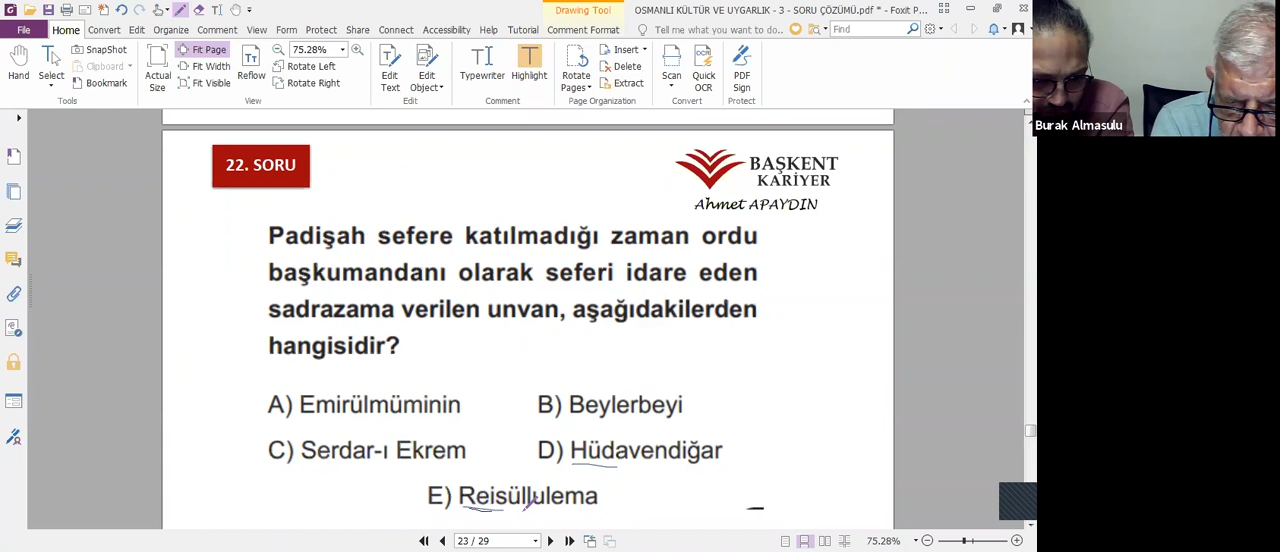 Drawing Tool
OSMANLI KÜLTÜR VE UYGARLIK - 3 - SORU ÇÖZÜMÜ.pdf * - Foxit P...
File Home Convert Edit Organize Comment View Form Protect Share Connect Accessibility Help Tutorial Comment Format Tell me what you want to do... Find
Hand
Select
SnapShot
Clipboard
Bookmark
Tools
Actual Size
Reflow
Fit Page
Fit Width
Fit Visible
75.28%
Rotate Left
Rotate Right
View
Edit Text
Edit Object
Edit
Typewriter
Highlight
Comment
Rotate Pages
Insert
Delete
Extract
Page Organization
Scan
Quick OCR
Convert
PDF Sign
Protect
Burak Almasulu
22. SORU
BAŞKENT
KARİYER
Ahmet APAYDIN
Padişah sefere katılmadığı zaman ordu
başkumandanı olarak seferi idare eden
sadrazama verilen unvan, aşağıdakilerden
hangisidir?
A) Emirülmüminin B) Beylerbeyi
C) Serdar-ı Ekrem D) Hüdavendiğar
E) Reisüllulema
23 / 29
75.28%